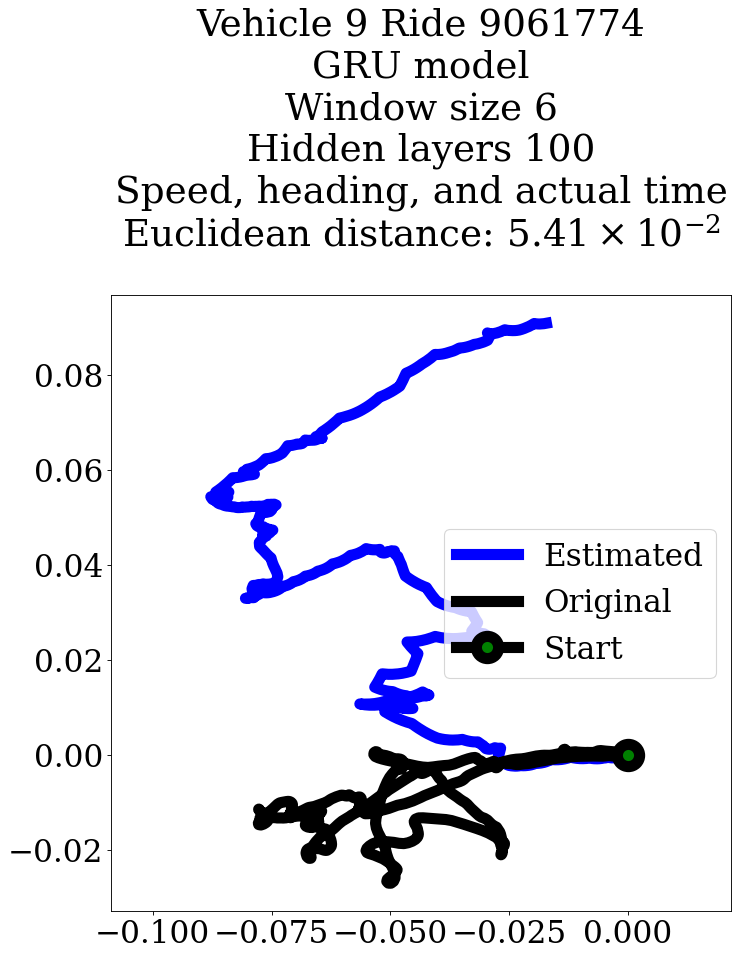 Vehicle 9 Ride 9061774
GRU model
Window size 6
Hidden layers 100
Speed, heading, and actual time
Euclidean distance: 5.41 × 10⁻²
0.08
0.06
0.04
0.02
0.00
−0.02
Estimated
Original
Start
−0.100 −0.075 −0.050 −0.025 0.000